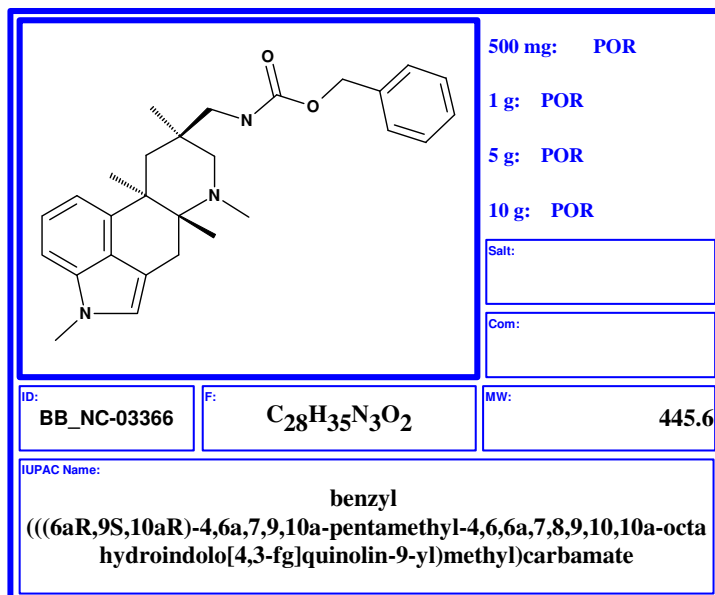 500 mg: POR
1 g: POR
5 g: POR
10 g: POR
O
N
H
O
N
N
Salt:
Com:
ID:
BB_NC-03366
F:
C28H35N3O2
MW:
445.6
IUPAC Name:
benzyl
(((6aR,9S,10aR)-4,6a,7,9,10a-pentamethyl-4,6,6a,7,8,9,10,10a-octa
hydroindolo[4,3-fg]quinolin-9-yl)methyl)carbamate